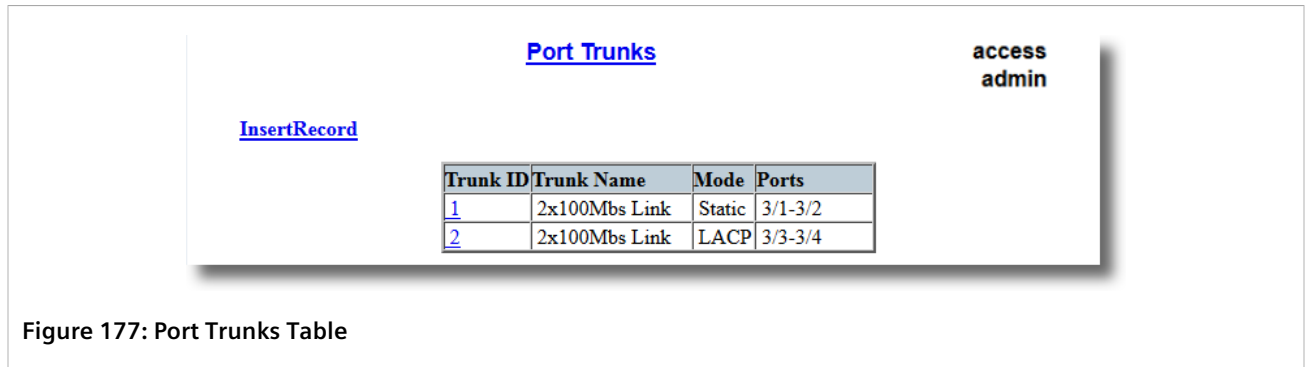 Port Trunks
access
admin
InsertRecord
Trunk ID Trunk Name Mode Ports
1 2x100Mbs Link Static 3/1-3/2
2 2x100Mbs Link LACP 3/3-3/4
Figure 177: Port Trunks Table